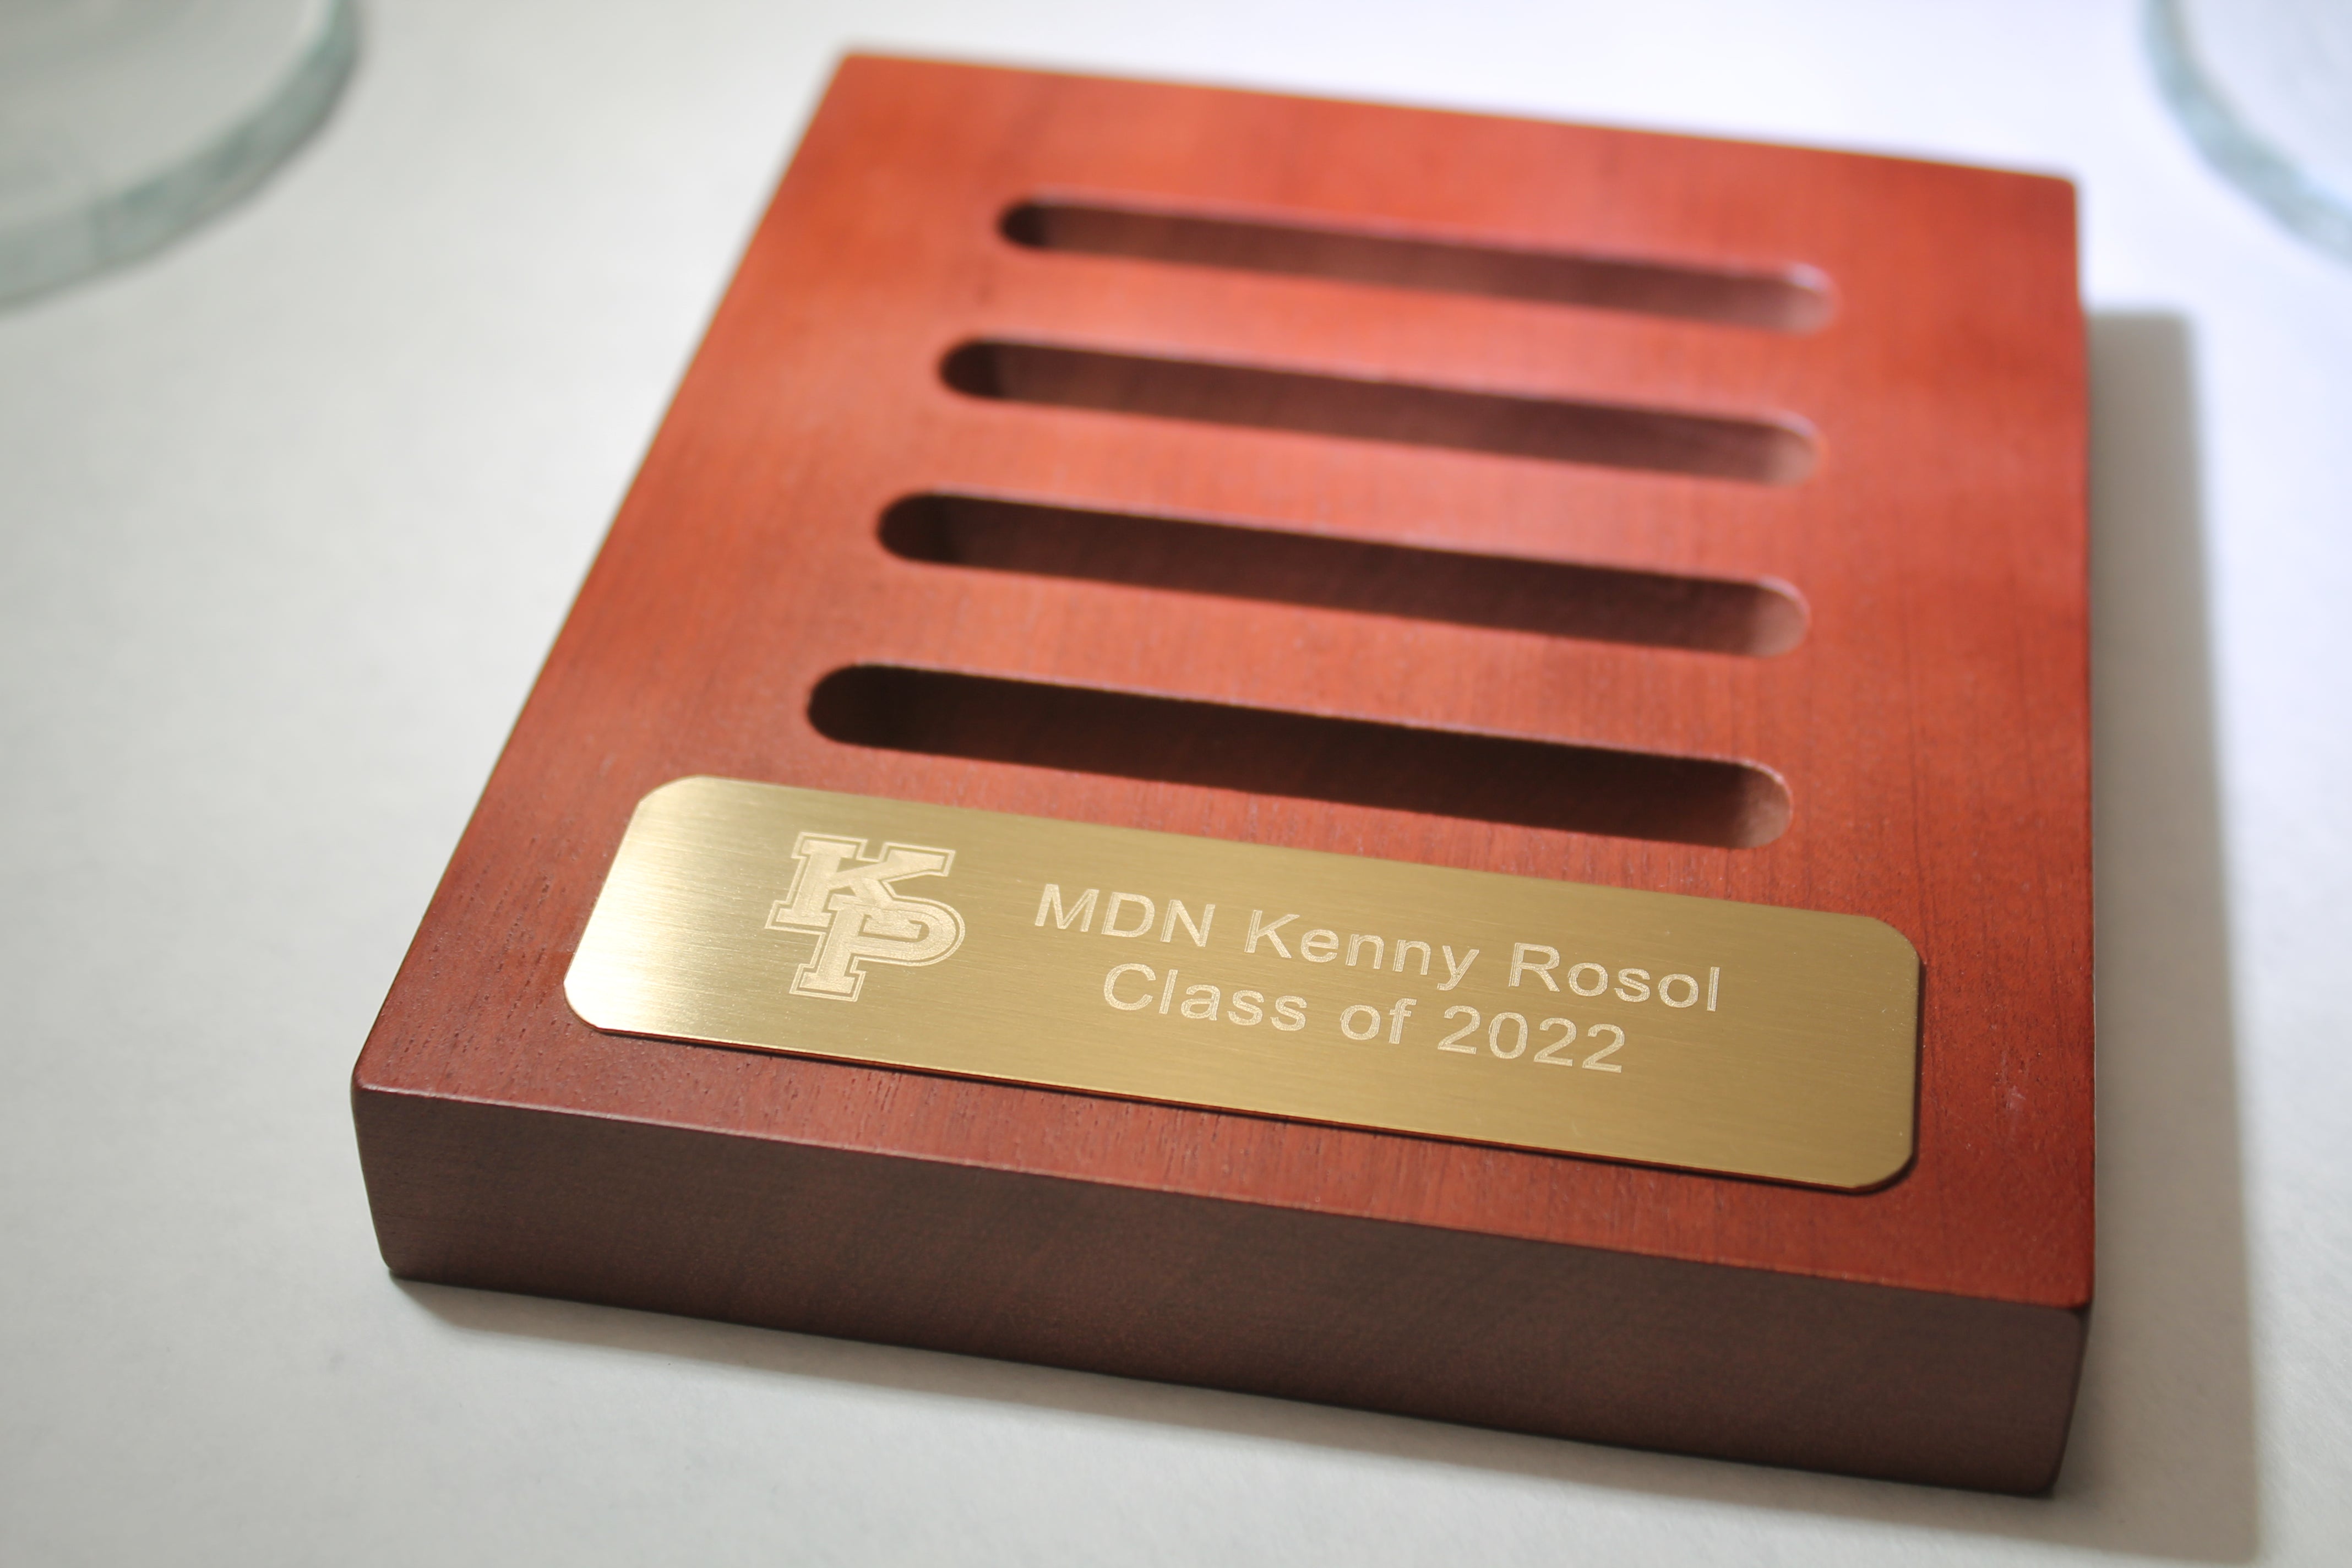 KP
MDN Kenny Rosol
Class of 2022